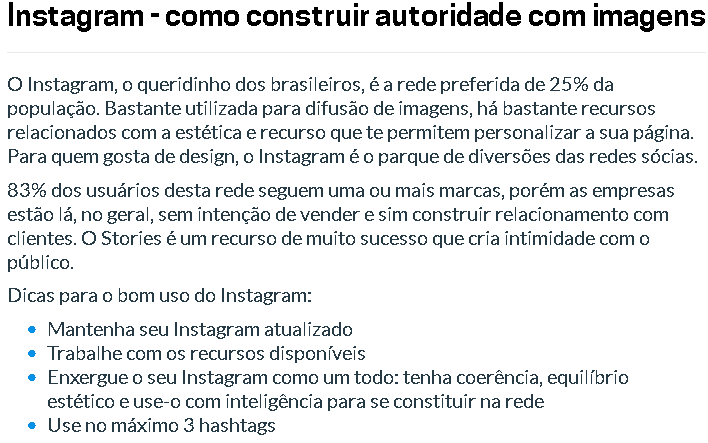 Instagram - como construir autoridade com imagens
O Instagram, o queridinho dos brasileiros, é a rede preferida de 25% da
população. Bastante utilizada para difusão de imagens, há bastante recursos
relacionados com a estética e recurso que te permitem personalizar a sua página.
Para quem gosta de design, o Instagram é o parque de diversões das redes sócias.
83% dos usuários desta rede seguem uma ou mais marcas, porém as empresas
estão lá, no geral, sem intenção de vender e sim construir relacionamento com
clientes. O Stories é um recurso de muito sucesso que cria intimidade com o
público.
Dicas para o bom uso do Instagram:
• Mantenha seu Instagram atualizado
• Trabalhe com os recursos disponíveis
• Enxergue o seu Instagram como um todo: tenha coerência, equilíbrio
estético e use-o com inteligência para se constituir na rede
• Use no máximo 3 hashtags